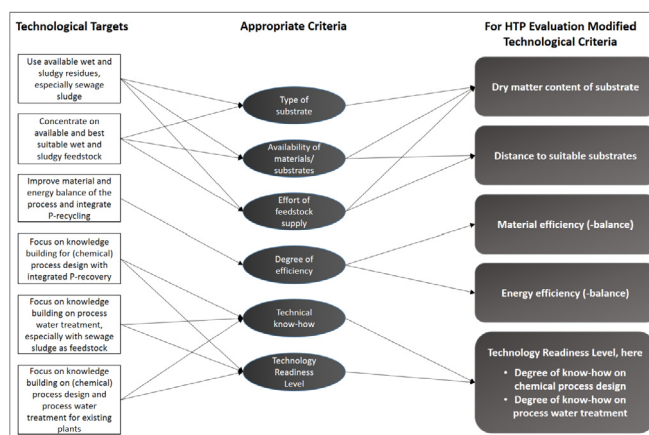 Technological Targets
Appropriate Criteria
For HTP Evaluation Modified
Technological Criteria
Use available wet and
sludgy residues,
especially sewage
sludge
Concentrate on
available and best
suitable wet and
sludgy feedstock
Improve material and
energy balance of the
process and integrate
P-recycling
Focus on knowledge
building for (chemical)
process design with
integrated P-recovery
Focus on knowledge
building on process
water treatment,
especially with sewage
sludge as feedstock
Focus on knowledge
building on (chemical)
process design and
process water
treatment for existing
plants
Type of
substrate
Availability of
materials/
substrates
Effort of
feedstock
supply
Degree of
efficiency
Technical
know-how
Technology
Readiness
Level
Dry matter content of substrate
Distance to suitable substrates
Material efficiency (-balance)
Energy efficiency (-balance)
Technology Readiness Level, here
• Degree of know-how on
chemical process design
• Degree of know-how on
process water treatment